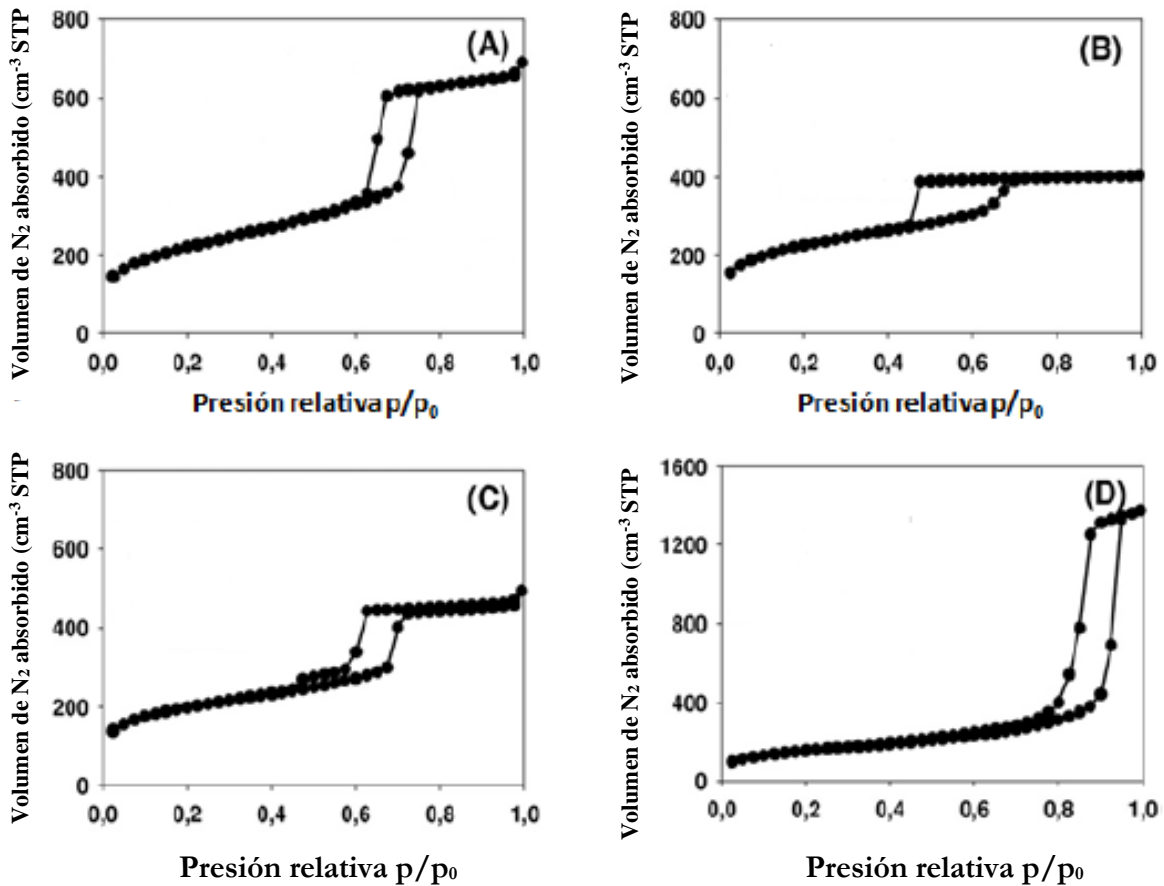 Volumen de N₂ absorbido (cm⁻³ STP
800
600
400
200
0
(A)
0,0 0,2 0,4 0,6 0,8 1,0
Presión relativa p/p₀
Volumen de N₂ absorbido (cm⁻³ STP
800
600
400
200
0
(B)
0,0 0,2 0,4 0,6 0,8 1,0
Presión relativa p/p₀
Volumen de N₂ absorbido (cm⁻³ STP
800
600
400
200
0
(C)
0,0 0,2 0,4 0,6 0,8 1,0
Presión relativa p/p₀
Volumen de N₂ absorbido (cm⁻³ STP
1600
1200
800
400
0
(D)
0,0 0,2 0,4 0,6 0,8 1,0
Presión relativa p/p₀